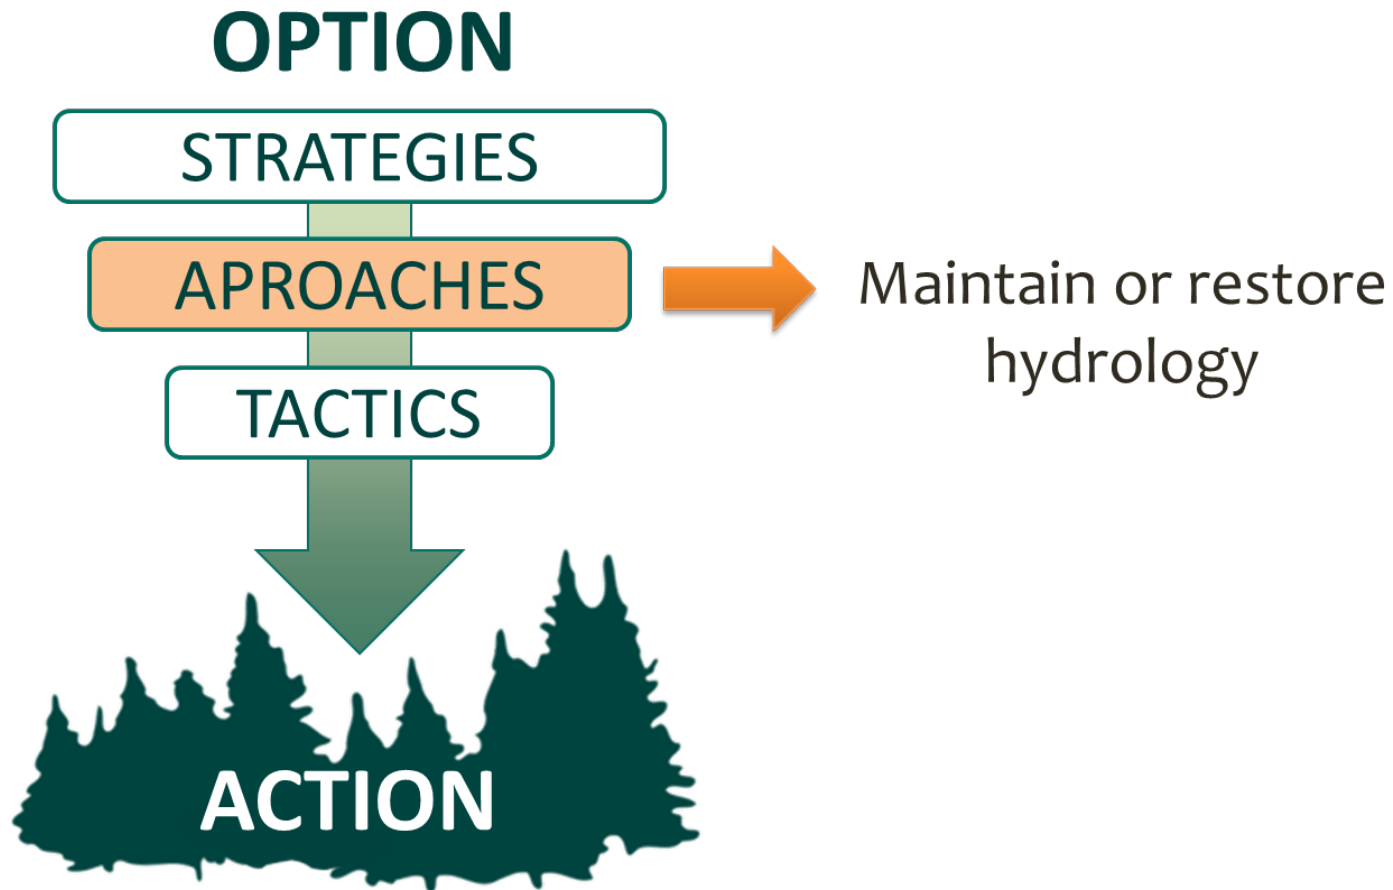 OPTION
STRATEGIES
APROACHES
Maintain or restore
hydrology
TACTICS
ACTION